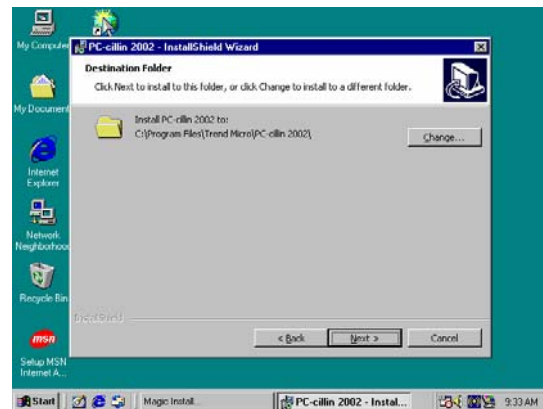 My Computer
PC-cillin 2002 - InstallShield Wizard
Destination Folder
Click Next to install to this folder, or click Change to install to a different folder.
My Document
Install PC-cillin 2002 to:
C:\Program Files\Trend Micro\PC-cillin 2002\
Change...
Internet
Explorer
Network
Neighborhood
Recycle Bin
InstallShield
< Back
Next >
Cancel
msn
Setup MSN
Internet A...
Start
Magic Install...
PC-cillin 2002 - Instal...
9:33 AM